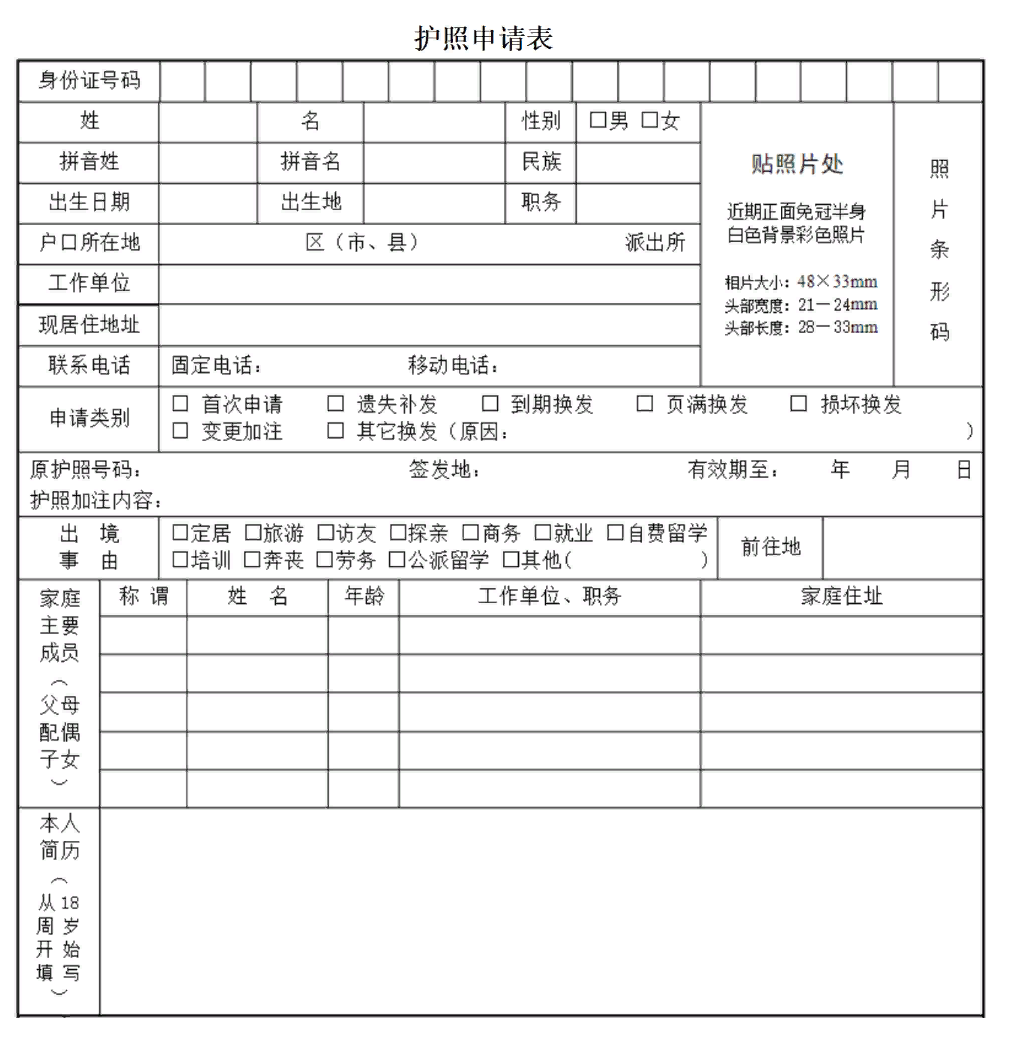 护照申请表
身份证号码
姓 名 性别 □男 □女
拼音姓 拼音名 民族
出生日期 出生地 职务
户口所在地 区（市、县） 派出所
工作单位
现居住地址
联系电话 固定电话： 移动电话：
贴照片处
近期正面免冠半身
白色背景彩色照片
相片大小：48×33mm
头部宽度：21－24mm
头部长度：28－33mm
照
片
条
形
码
申请类别
□ 首次申请 □ 遗失补发 □ 到期换发 □ 页满换发 □ 损坏换发
□ 变更加注 □ 其它换发（原因： ）
原护照号码： 签发地： 有效期至： 年 月 日
护照加注内容：
出 境
事 由
□定居 □旅游 □访友 □探亲 □商务 □就业 □自费留学
□培训 □奔丧 □劳务 □公派留学 □其他( )
前往地
家庭
主要
成员
（
父母
配偶
子女
）
称 谓 姓 名 年龄 工作单位、职务 家庭住址
本人
简历
（
从 18
周 岁
开 始
填 写
）